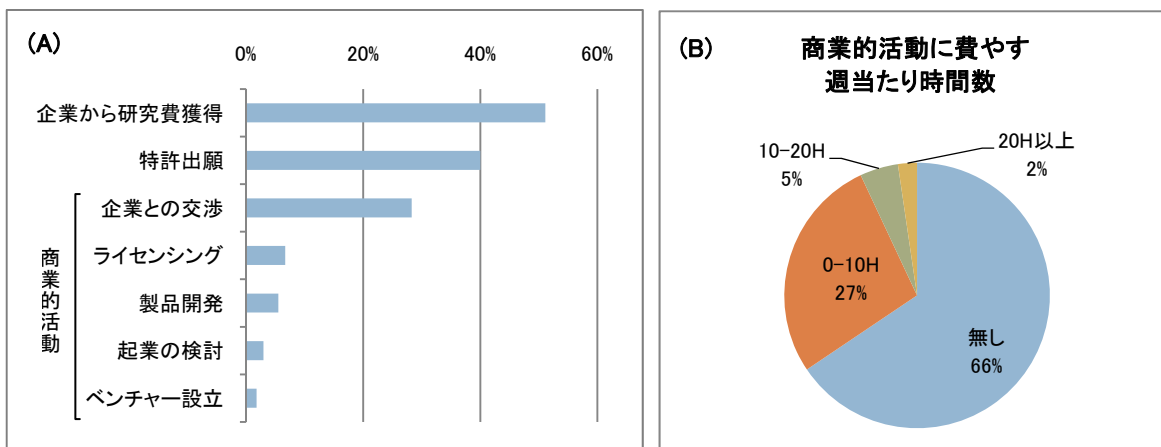 (A)
0%
20%
40%
60%
企業から研究費獲得
特許出願
企業との交渉
ライセンシング
製品開発
起業の検討
ベンチャー設立
商業的活動
(B)
商業的活動に費やす
週当たり時間数
10-20H
5%
20H以上
2%
0-10H
27%
無し
66%